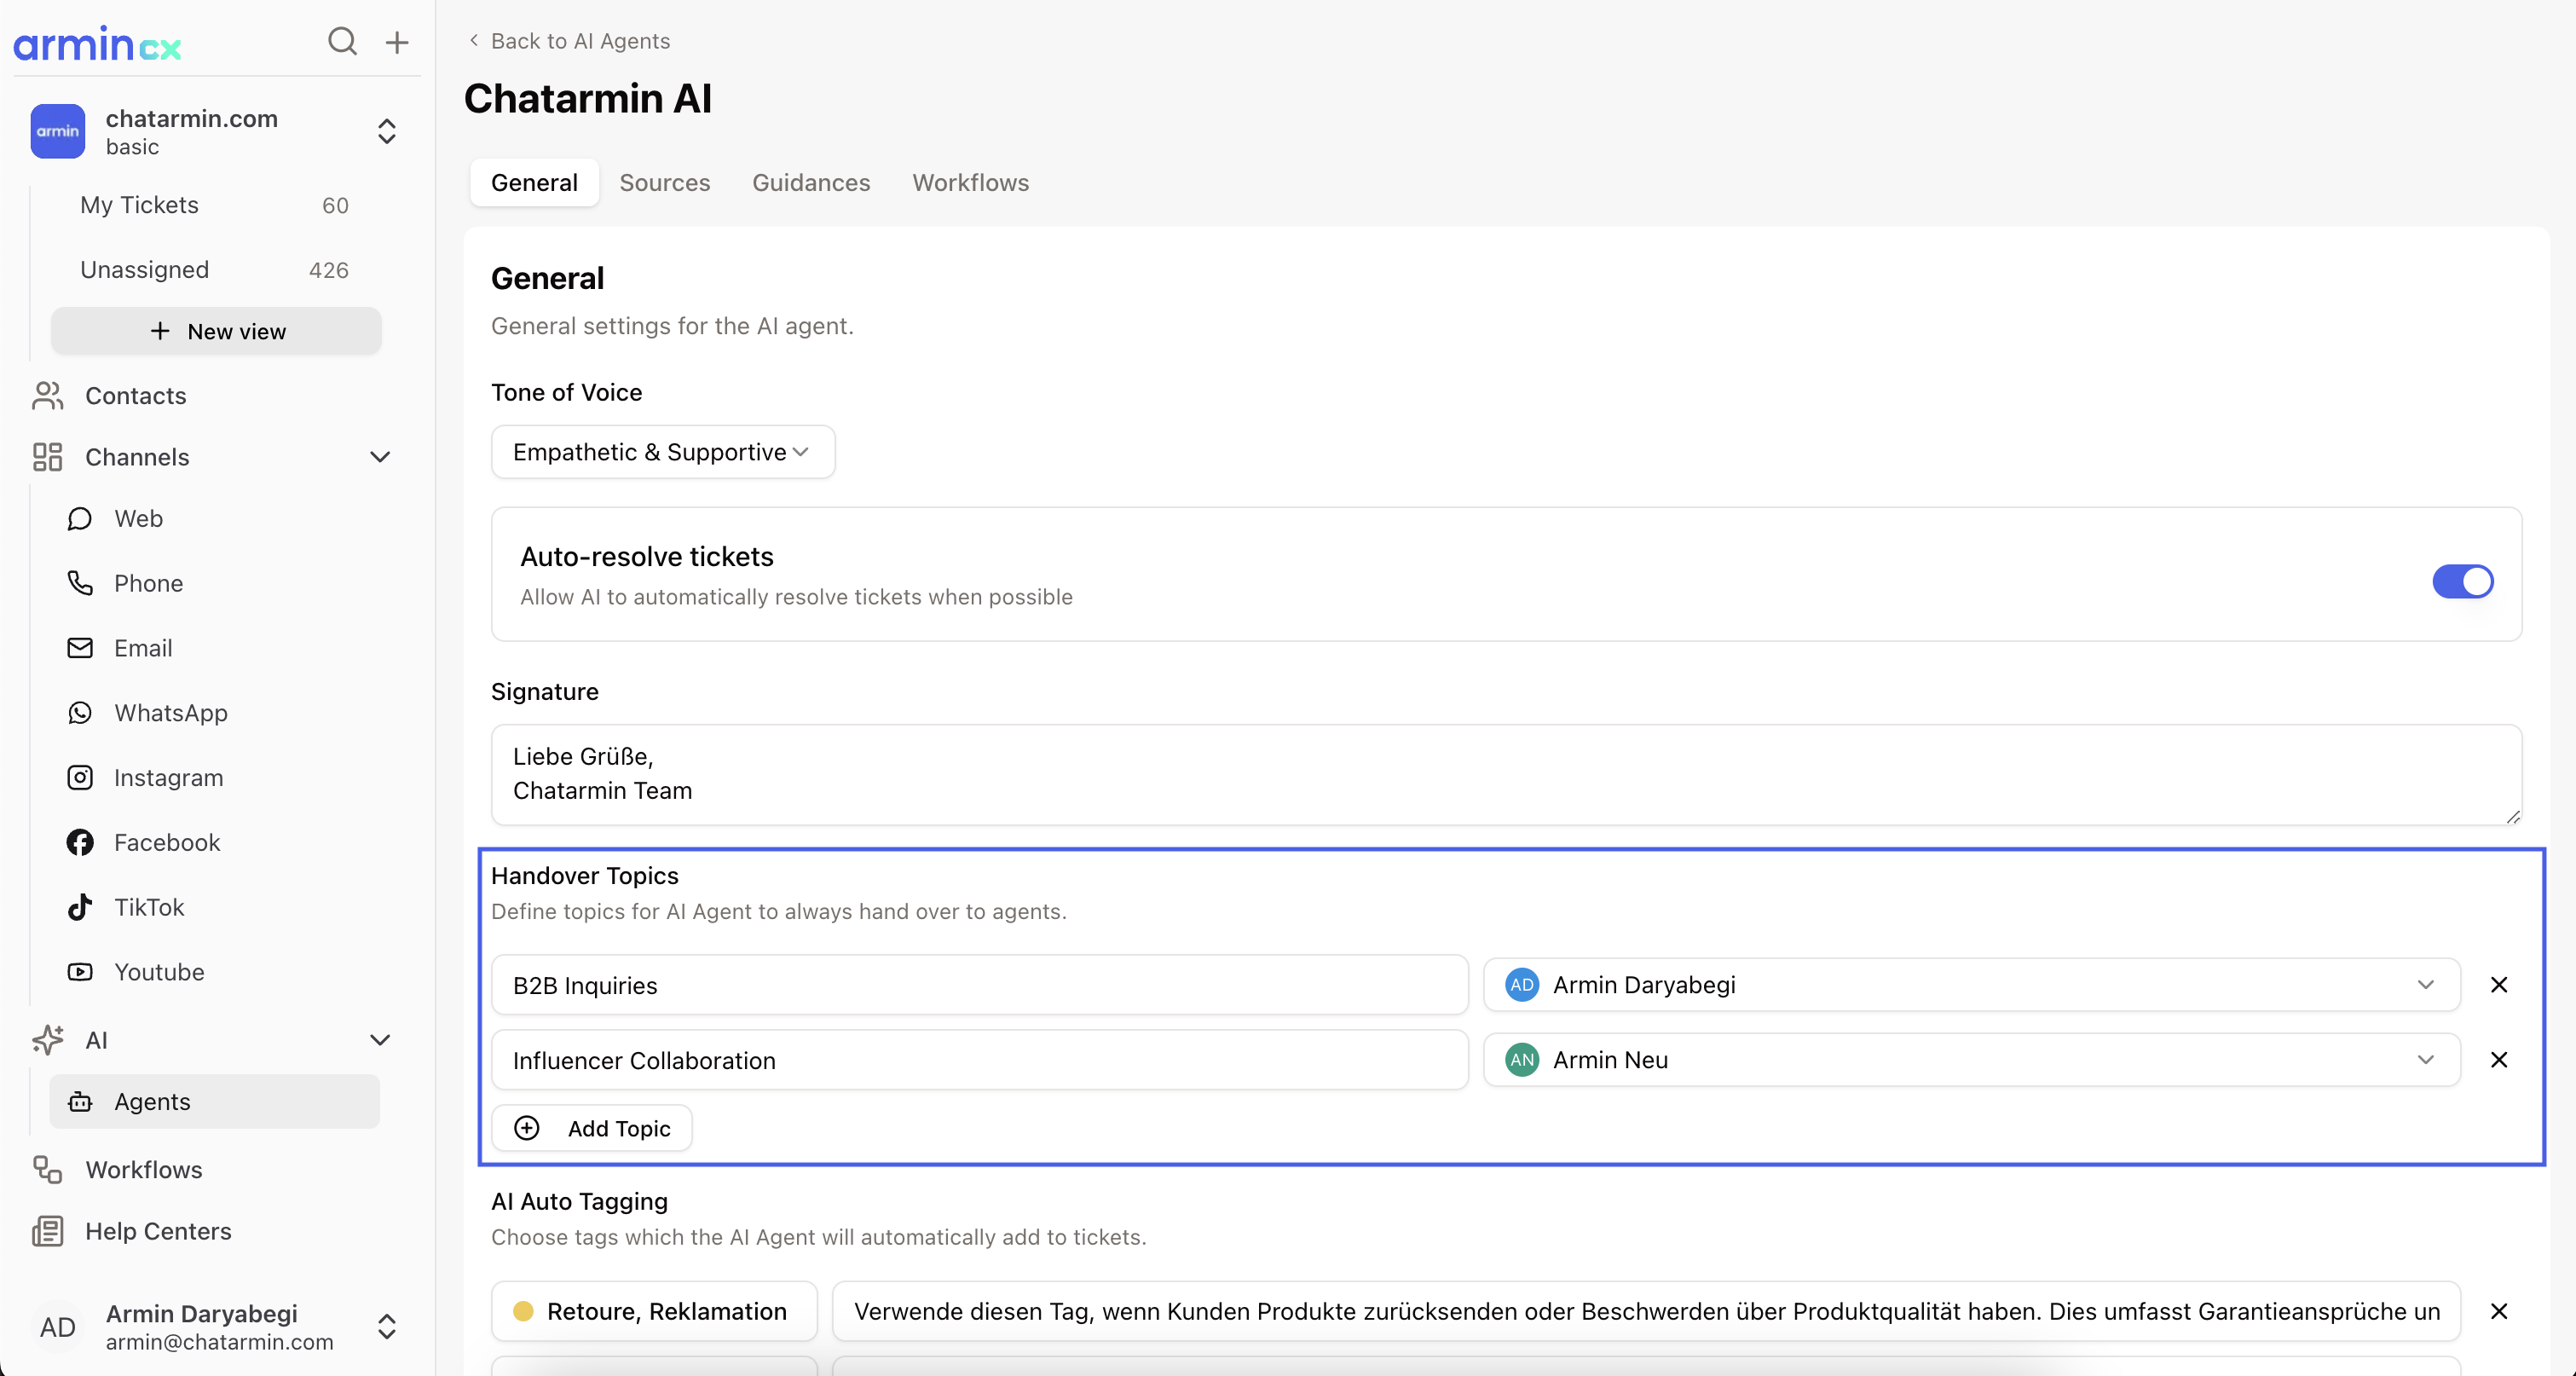 armin cx
armin
chatarmin.com
basic
My Tickets 60
Unassigned 426
New view
Contacts
Channels
Web
Phone
Email
WhatsApp
Instagram
Facebook
TikTok
Youtube
AI
Agents
Workflows
Help Centers
AD
Armin Daryabegi
armin@chatarmin.com
Back to AI Agents
Chatarmin AI
General Sources Guidances Workflows
General
General settings for the AI agent.
Tone of Voice
Empathetic & Supportive
Auto-resolve tickets
Allow AI to automatically resolve tickets when possible
Signature
Liebe Grüße,
Chatarmin Team
Handover Topics
Define topics for AI Agent to always hand over to agents.
B2B Inquiries AD Armin Daryabegi
Influencer Collaboration AN Armin Neu
Add Topic
AI Auto Tagging
Choose tags which the AI Agent will automatically add to tickets.
Retoure, Reklamation Verwende diesen Tag, wenn Kunden Produkte zurücksenden oder Beschwerden über Produktqualität haben. Dies umfasst Garantieansprüche un